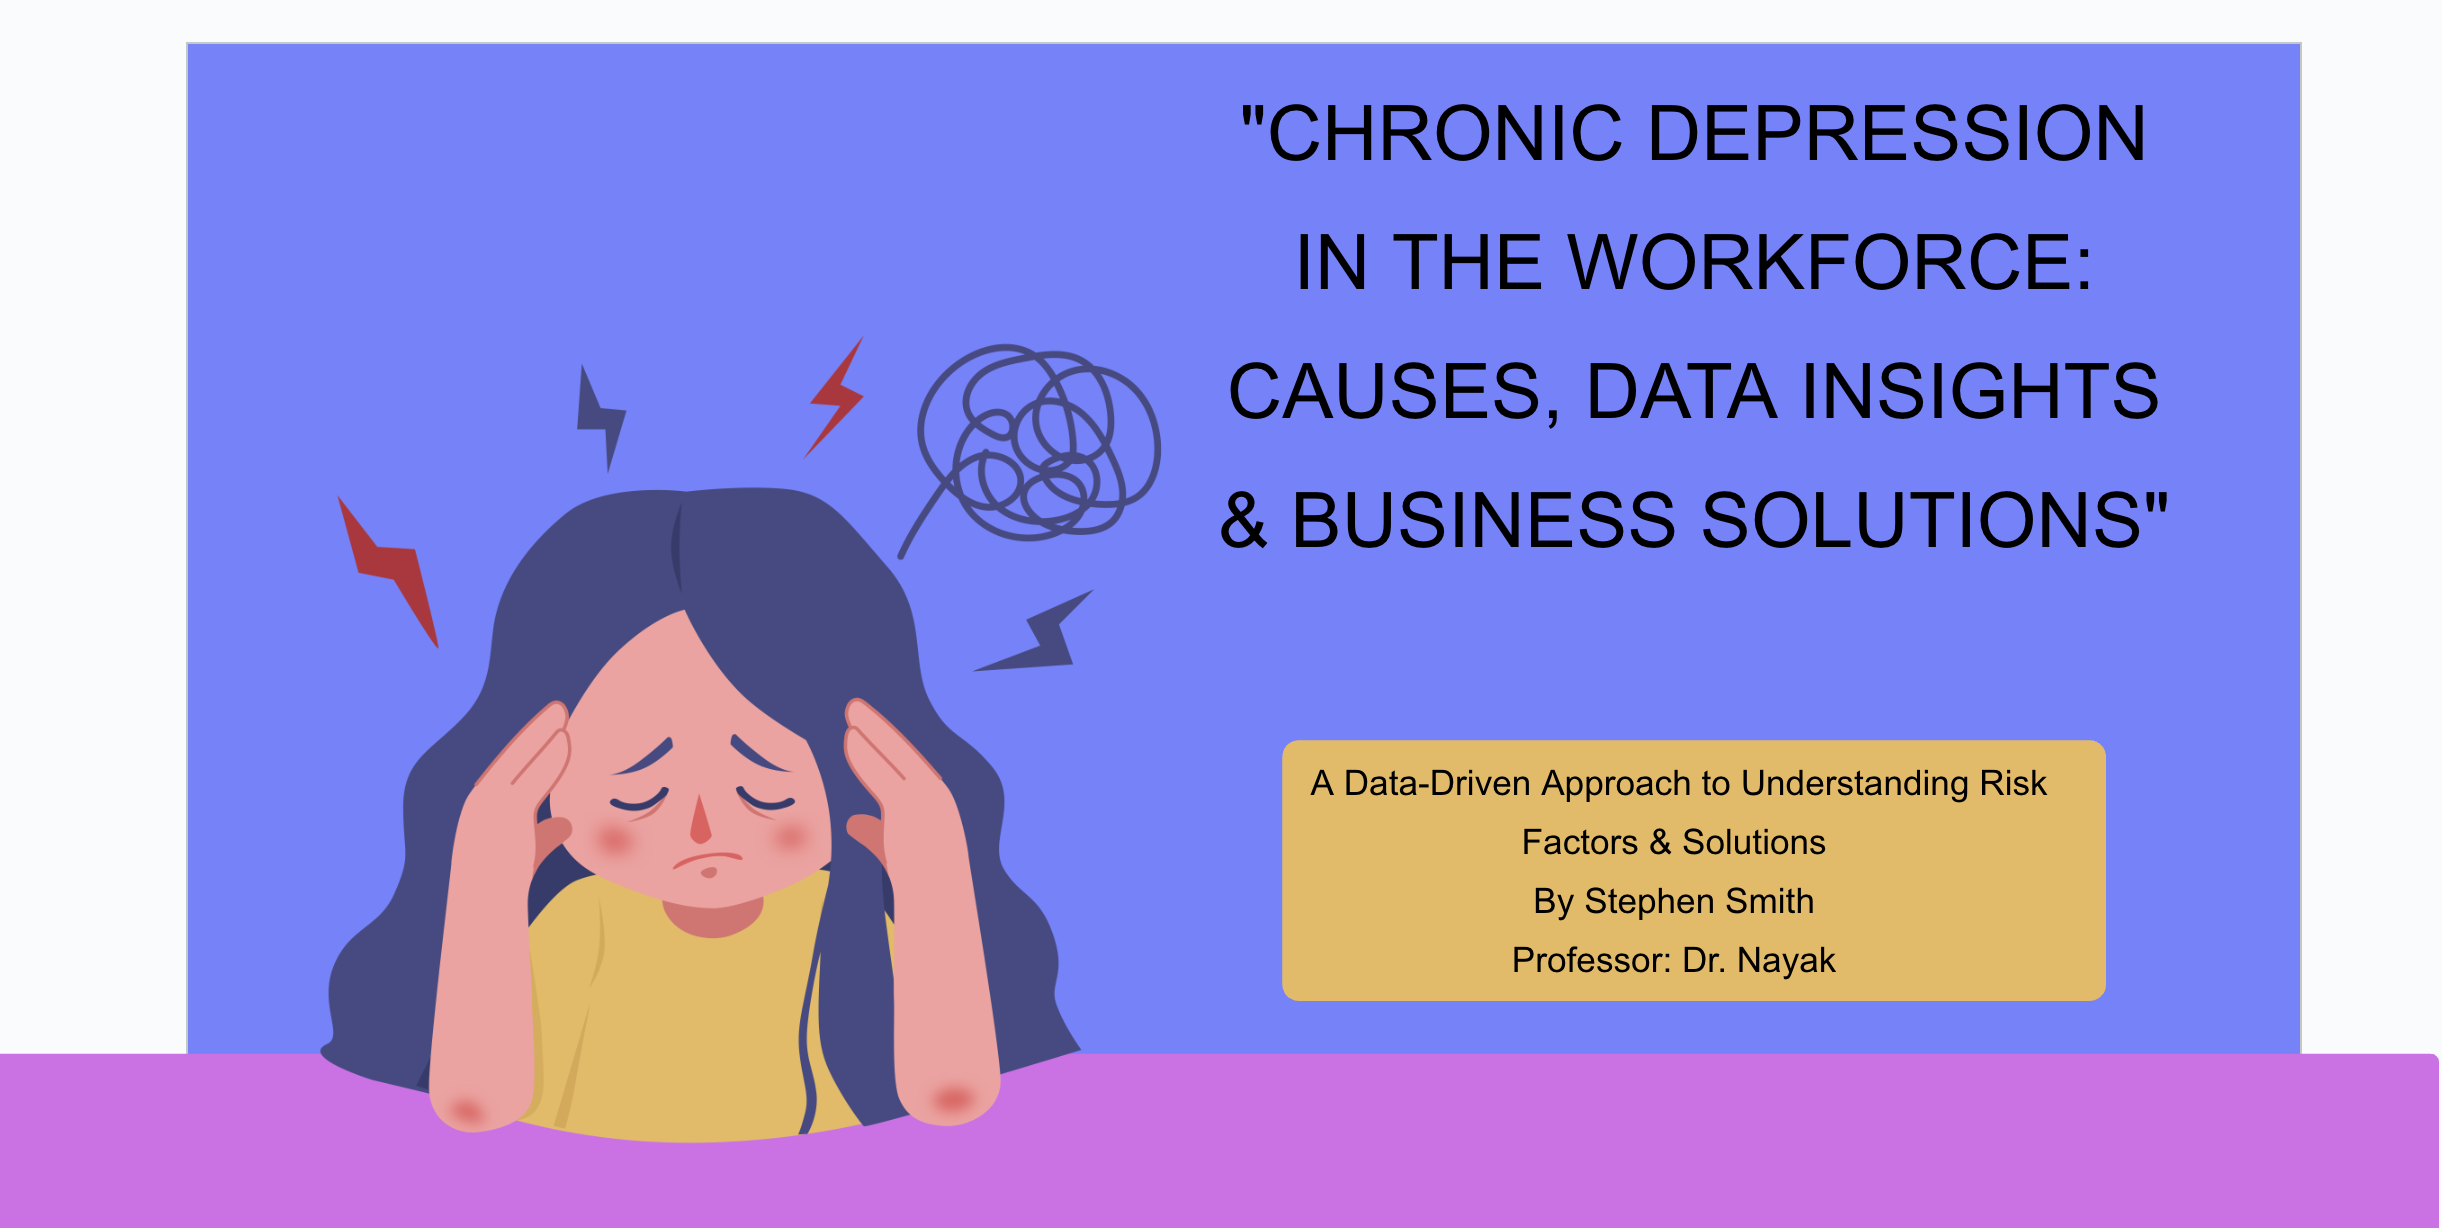 "CHRONIC DEPRESSION
IN THE WORKFORCE:
CAUSES, DATA INSIGHTS
& BUSINESS SOLUTIONS"
A Data-Driven Approach to Understanding Risk
Factors & Solutions
By Stephen Smith
Professor: Dr. Nayak